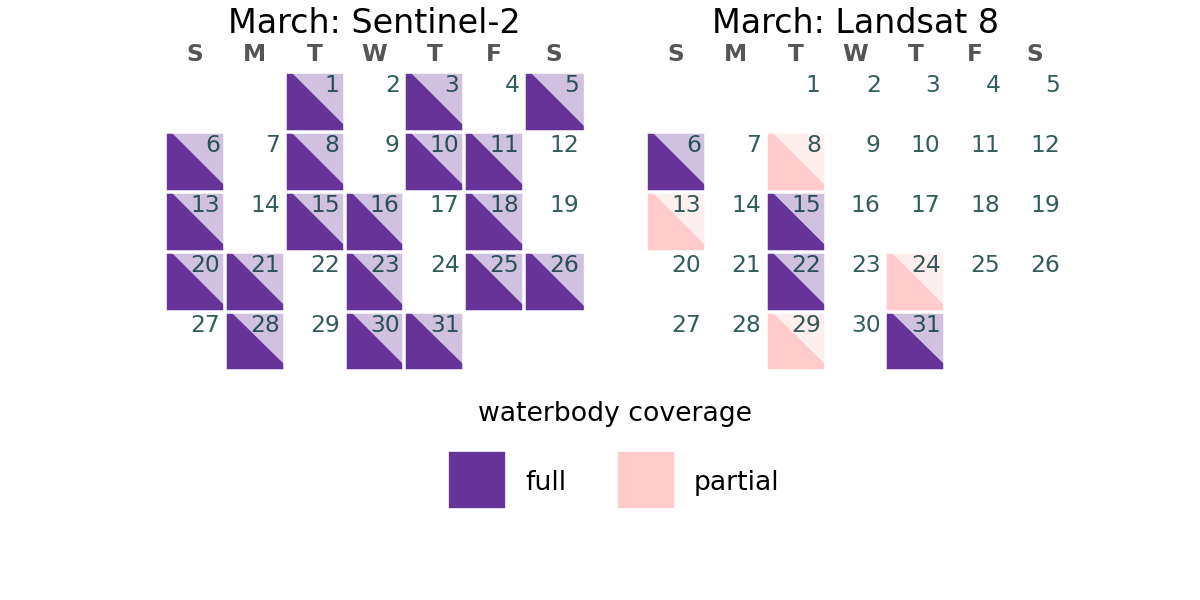 March: Sentinel-2
S M T W T F S
1 2 3 4 5
6 7 8 9 10 11 12
13 14 15 16 17 18 19
20 21 22 23 24 25 26
27 28 29 30 31
March: Landsat 8
S M T W T F S
1 2 3 4 5
6 7 8 9 10 11 12
13 14 15 16 17 18 19
20 21 22 23 24 25 26
27 28 29 30 31
waterbody coverage
full partial